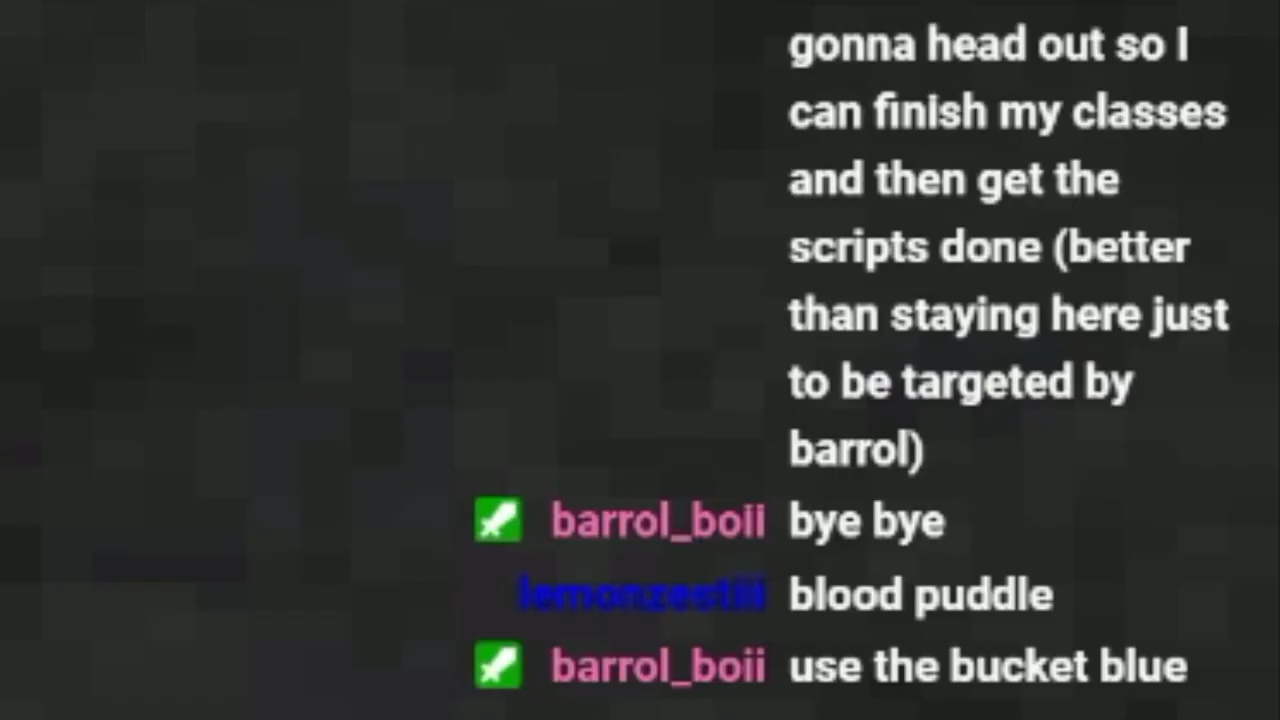 gonna head out so I
can finish my classes
and then get the
scripts done (better
than staying here just
to be targeted by
barrol)
barrol_boii bye bye
lemonzestiii blood puddle
barrol_boii use the bucket blue